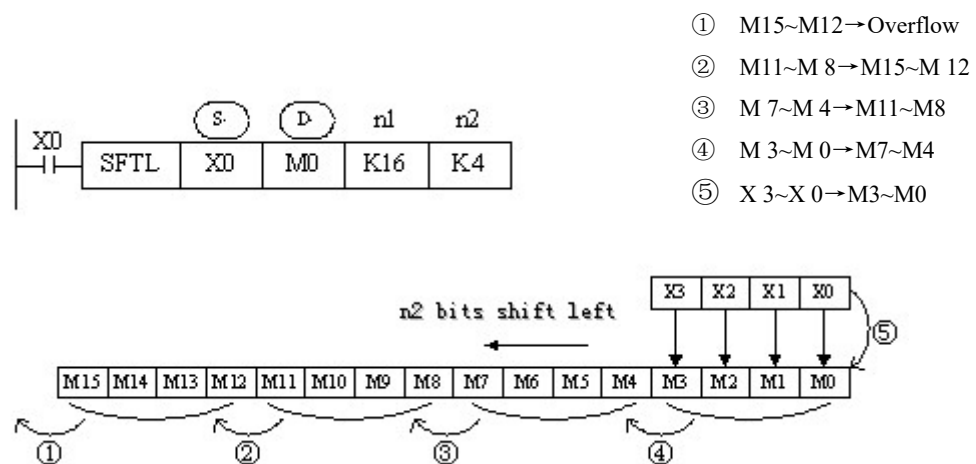 ① M15~M12→Overflow
② M11~M 8→M15~M 12
③ M 7~M 4→M11~M8
④ M 3~M 0→M7~M4
⑤ X 3~X 0→M3~M0
S· D· n1 n2
X0
SFTL X0 M0 K16 K4
X3 X2 X1 X0
n2 bits shift left
⑤
M15 M14 M13 M12 M11 M10 M9 M8 M7 M6 M5 M4 M3 M2 M1 M0
① ② ③ ④